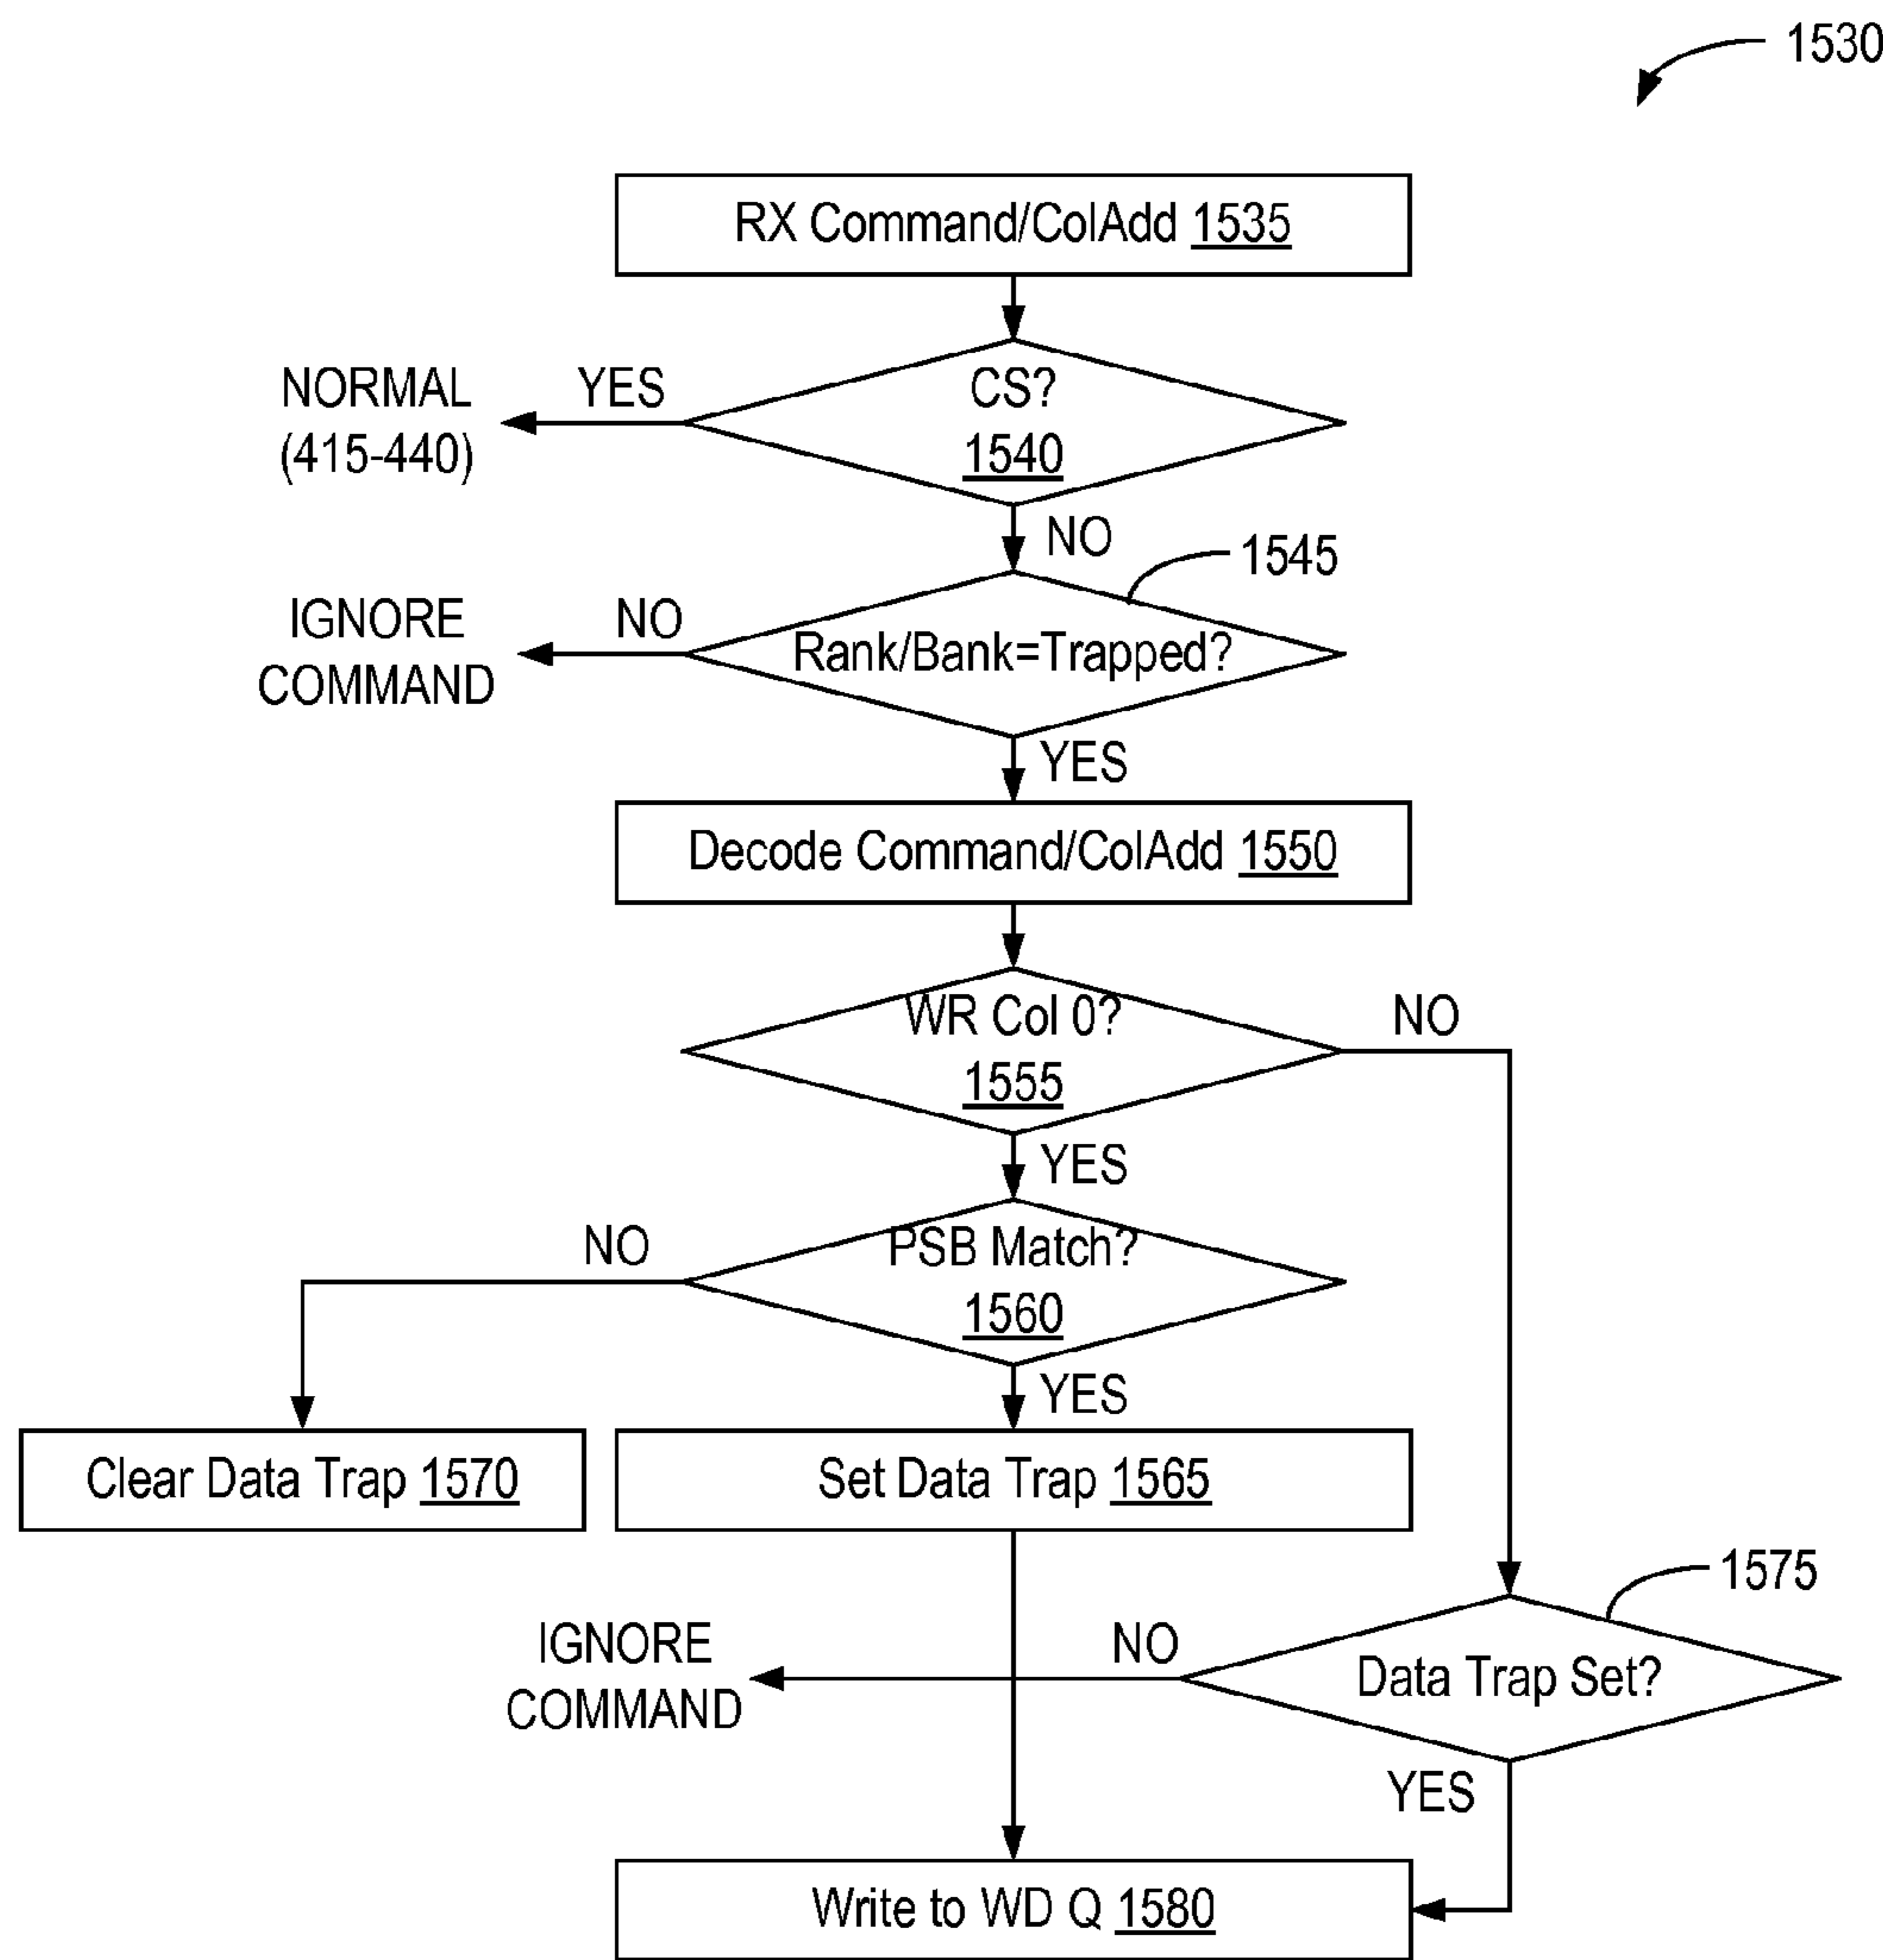 1530
RX Command/ColAdd 1535
CS?
1540
YES
NORMAL
(415-440)
NO
1545
Rank/Bank=Trapped?
NO
IGNORE
COMMAND
YES
Decode Command/ColAdd 1550
WR Col 0?
1555
NO
YES
PSB Match?
1560
NO
YES
Clear Data Trap 1570
Set Data Trap 1565
1575
Data Trap Set?
NO
IGNORE
COMMAND
YES
Write to WD Q 1580